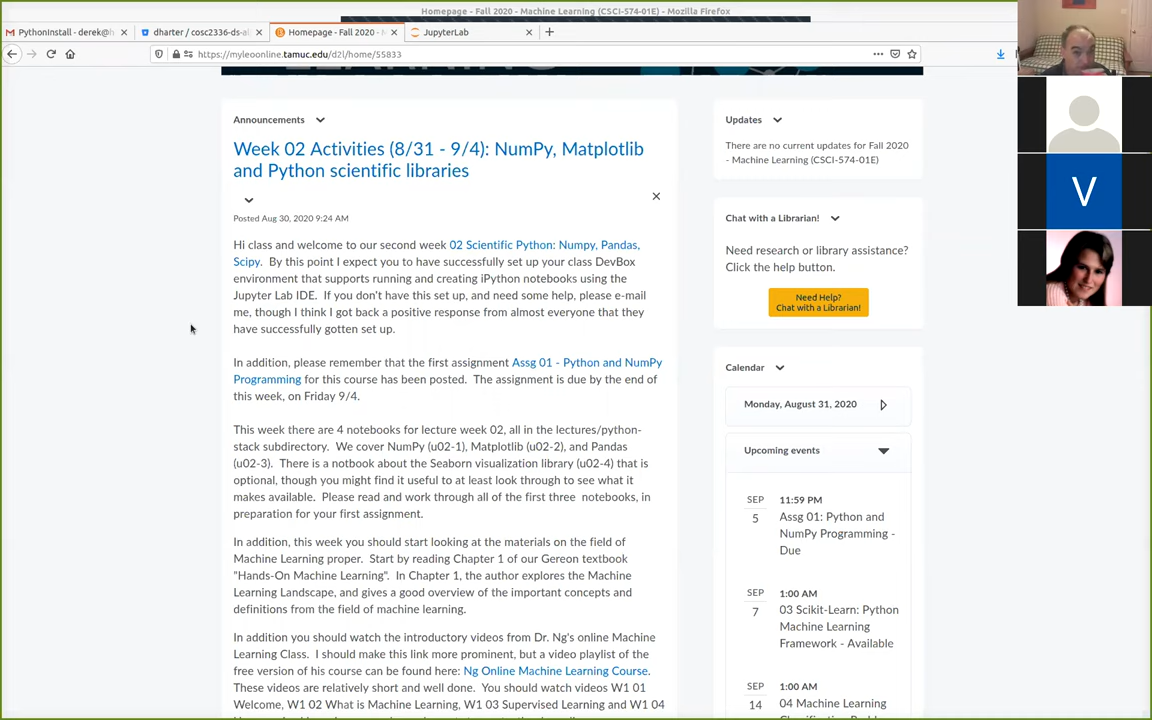 Homepage - Fall 2020 - Machine Learning (CSCI-574-01E) - Mozilla Firefox
PythonInstall - derek@h
dharter / cosc2336-ds-al
Homepage - Fall 2020 - M
JupyterLab
https://myleoonline.tamuc.edu/d2l/home/55833
Announcements
Week 02 Activities (8/31 - 9/4): NumPy, Matplotlib
and Python scientific libraries
Posted Aug 30, 2020 9:24 AM
Hi class and welcome to our second week 02 Scientific Python: Numpy, Pandas,
Scipy. By this point I expect you to have successfully set up your class DevBox
environment that supports running and creating iPython notebooks using the
Jupyter Lab IDE. If you don't have this set up, and need some help, please e-mail
me, though I think I got back a positive response from almost everyone that they
have successfully gotten set up.
In addition, please remember that the first assignment Assg 01 - Python and NumPy
Programming for this course has been posted. The assignment is due by the end of
this week, on Friday 9/4.
This week there are 4 notebooks for lecture week 02, all in the lectures/python-
stack subdirectory. We cover NumPy (u02-1), Matplotlib (u02-2), and Pandas
(u02-3). There is a notbook about the Seaborn visualization library (u02-4) that is
optional, though you might find it useful to at least look through to see what it
makes available. Please read and work through all of the first three notebooks, in
preparation for your first assignment.
In addition, this week you should start looking at the materials on the field of
Machine Learning proper. Start by reading Chapter 1 of our Gereon textbook
"Hands-On Machine Learning". In Chapter 1, the author explores the Machine
Learning Landscape, and gives a good overview of the important concepts and
definitions from the field of machine learning.
In addition you should watch the introductory videos from Dr. Ng's online Machine
Learning Class. I should make this link more prominent, but a video playlist of the
free version of his course can be found here: Ng Online Machine Learning Course.
These videos are relatively short and well done. You should watch videos W1 01
Welcome, W1 02 What is Machine Learning, W1 03 Supervised Learning and W1 04
Updates
There are no current updates for Fall 2020
- Machine Learning (CSCI-574-01E)
Chat with a Librarian!
Need research or library assistance?
Click the help button.
Need Help?
Chat with a Librarian!
Calendar
Monday, August 31, 2020
Upcoming events
SEP
5
11:59 PM
Assg 01: Python and
NumPy Programming -
Due
SEP
7
1:00 AM
03 Scikit-Learn: Python
Machine Learning
Framework - Available
SEP
14
1:00 AM
04 Machine Learning
V